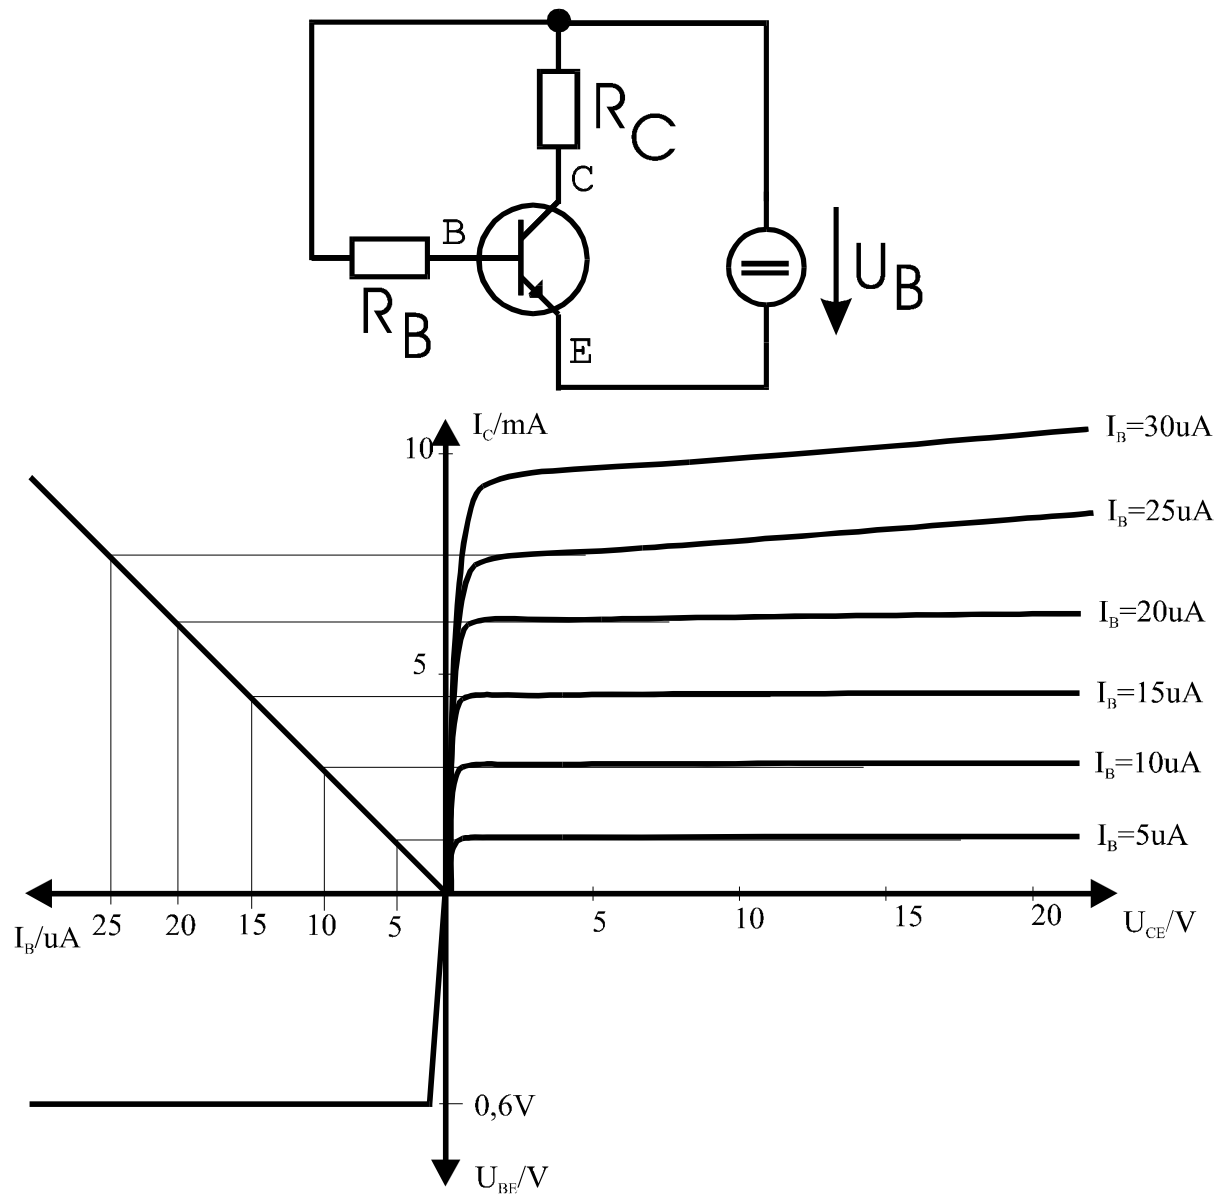 R_C
C
B
R_B
E
U_B
I_C/mA
10
I_B=30uA
I_B=25uA
I_B=20uA
5
I_B=15uA
I_B=10uA
I_B=5uA
25 20 15 10 5 5 10 15 20
I_B/uA
U_CE/V
0,6V
U_BE/V